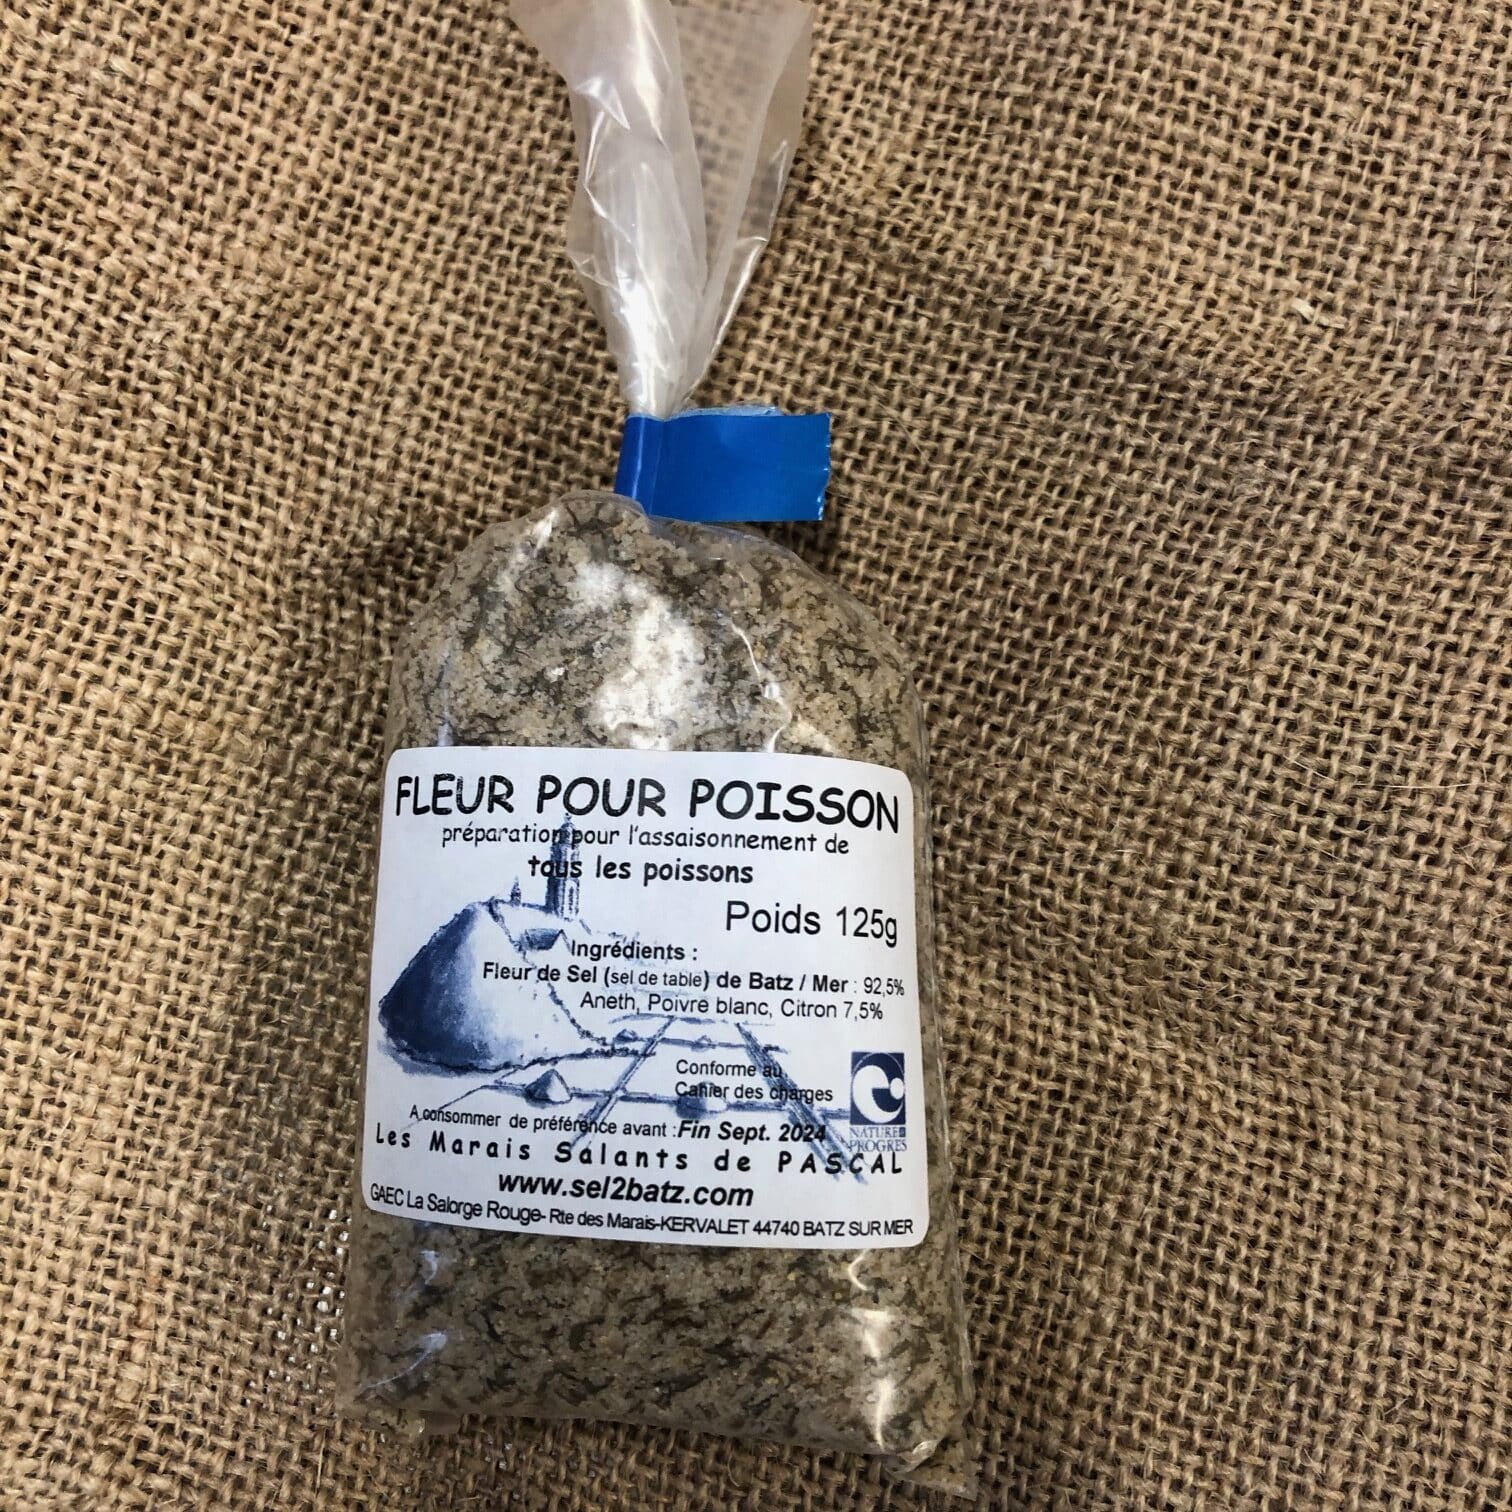 FLEUR POUR POISSON
préparation pour l'assaisonnement de
tous les poissons
Poids 125g
Ingrédients :
Fleur de Sel (sel de table) de Batz / Mer : 92,5%
Aneth, Poivre blanc, Citron 7,5%
Conforme au
Cahier des charges
NATURE &
PROGRES
A consommer de préférence avant :Fin Sept. 2024
Les Marais Salants de PASCAL
www.sel2batz.com
GAEC La Salorge Rouge- Rte des Marais-KERVALET 44740 BATZ SUR MER